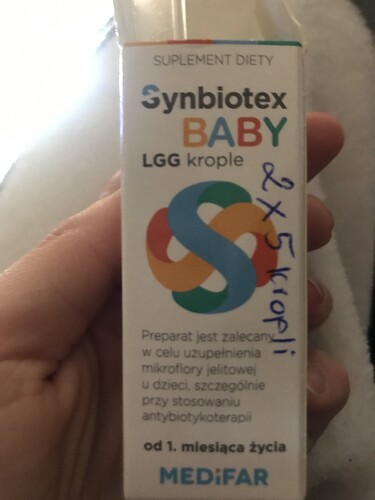 SUPLEMENT DIETY
Synbiotex
BABY
LGG krople
2 x 5 kropli
Preparat jest zalecany
w celu uzupełnienia
mikroflory jelitowej
u dzieci, szczególnie
przy stosowaniu
antybiotykoterapii
od 1. miesiąca życia
MEDiFAR